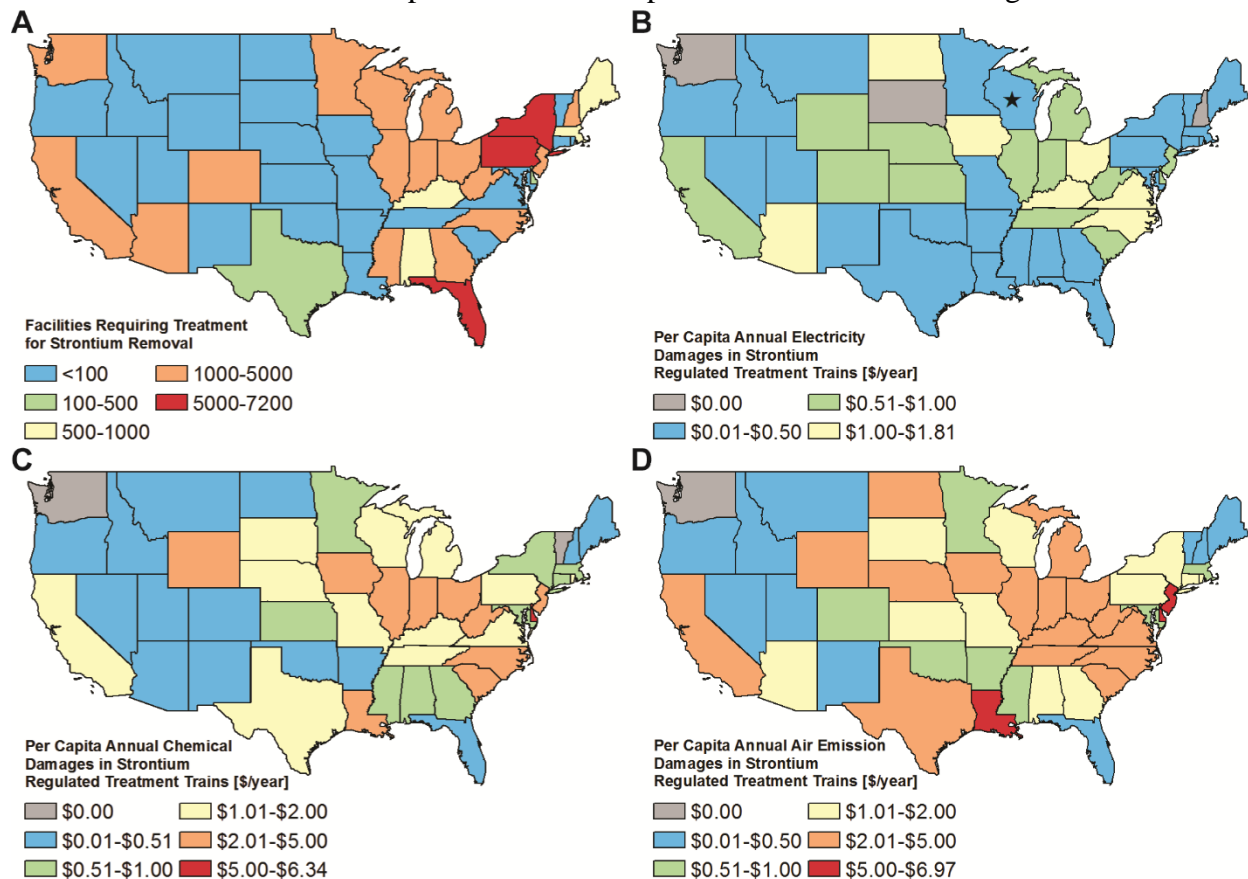 A
B
Facilities Requiring Treatment
for Strontium Removal
<100
1000-5000
100-500
5000-7200
500-1000
Per Capita Annual Electricity
Damages in Strontium
Regulated Treatment Trains [$/year]
$0.00
$0.51-$1.00
$0.01-$0.50
$1.00-$1.81
C
D
Per Capita Annual Chemical
Damages in Strontium
Regulated Treatment Trains [$/year]
$0.00
$1.01-$2.00
$0.01-$0.51
$2.01-$5.00
$0.51-$1.00
$5.00-$6.34
Per Capita Annual Air Emission
Damages in Strontium
Regulated Treatment Trains [$/year]
$0.00
$1.01-$2.00
$0.01-$0.50
$2.01-$5.00
$0.51-$1.00
$5.00-$6.97